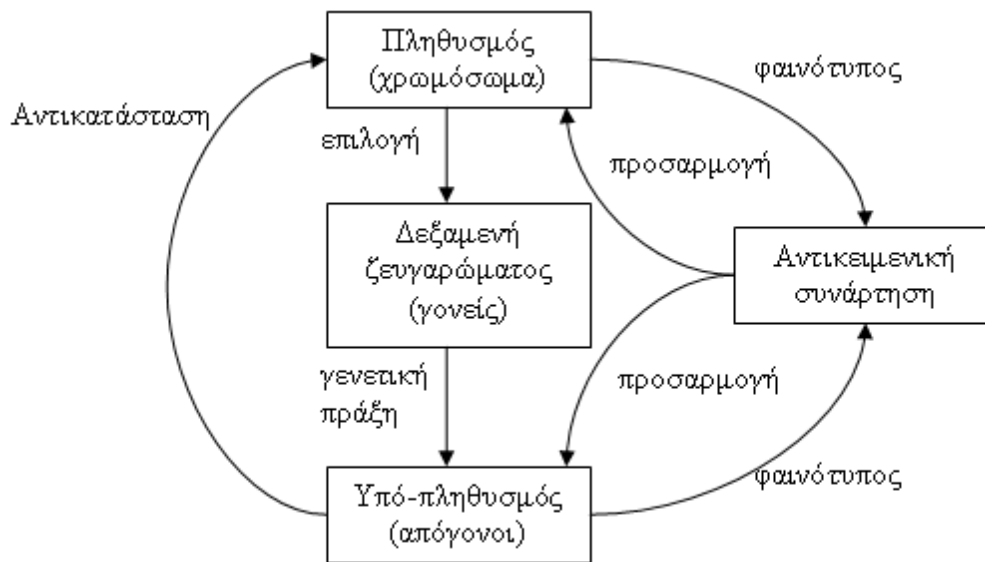 Πληθυσμός
(χρωμόσωμα)
φαινότυπος
Αντικατάσταση
επιλογή
προσαρμογή
Δεξαμενή
ζευγαρώματος
(γονείς)
Αντικειμενική
συνάρτηση
γενετική
πράξη
προσαρμογή
φαινότυπος
Υπό-πληθυσμός
(απόγονοι)